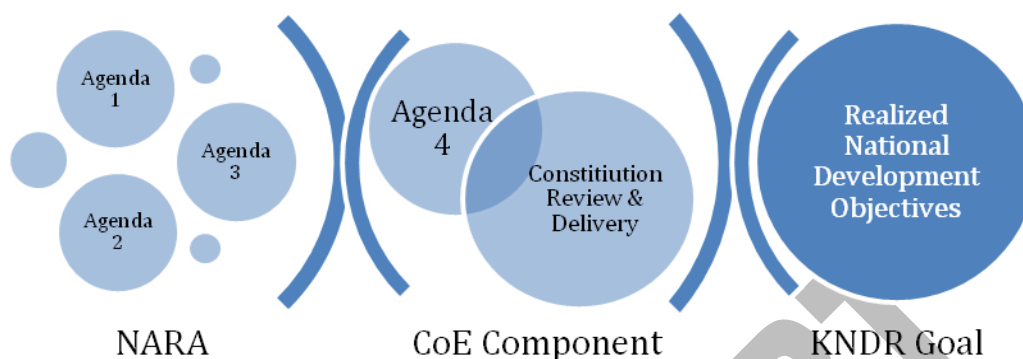 Agenda
1
Agenda
3
Agenda
2
NARA
Agenda
4
Constitiution
Review &
Delivery
CoE Component
Realized
National
Development
Objectives
KNDR Goal